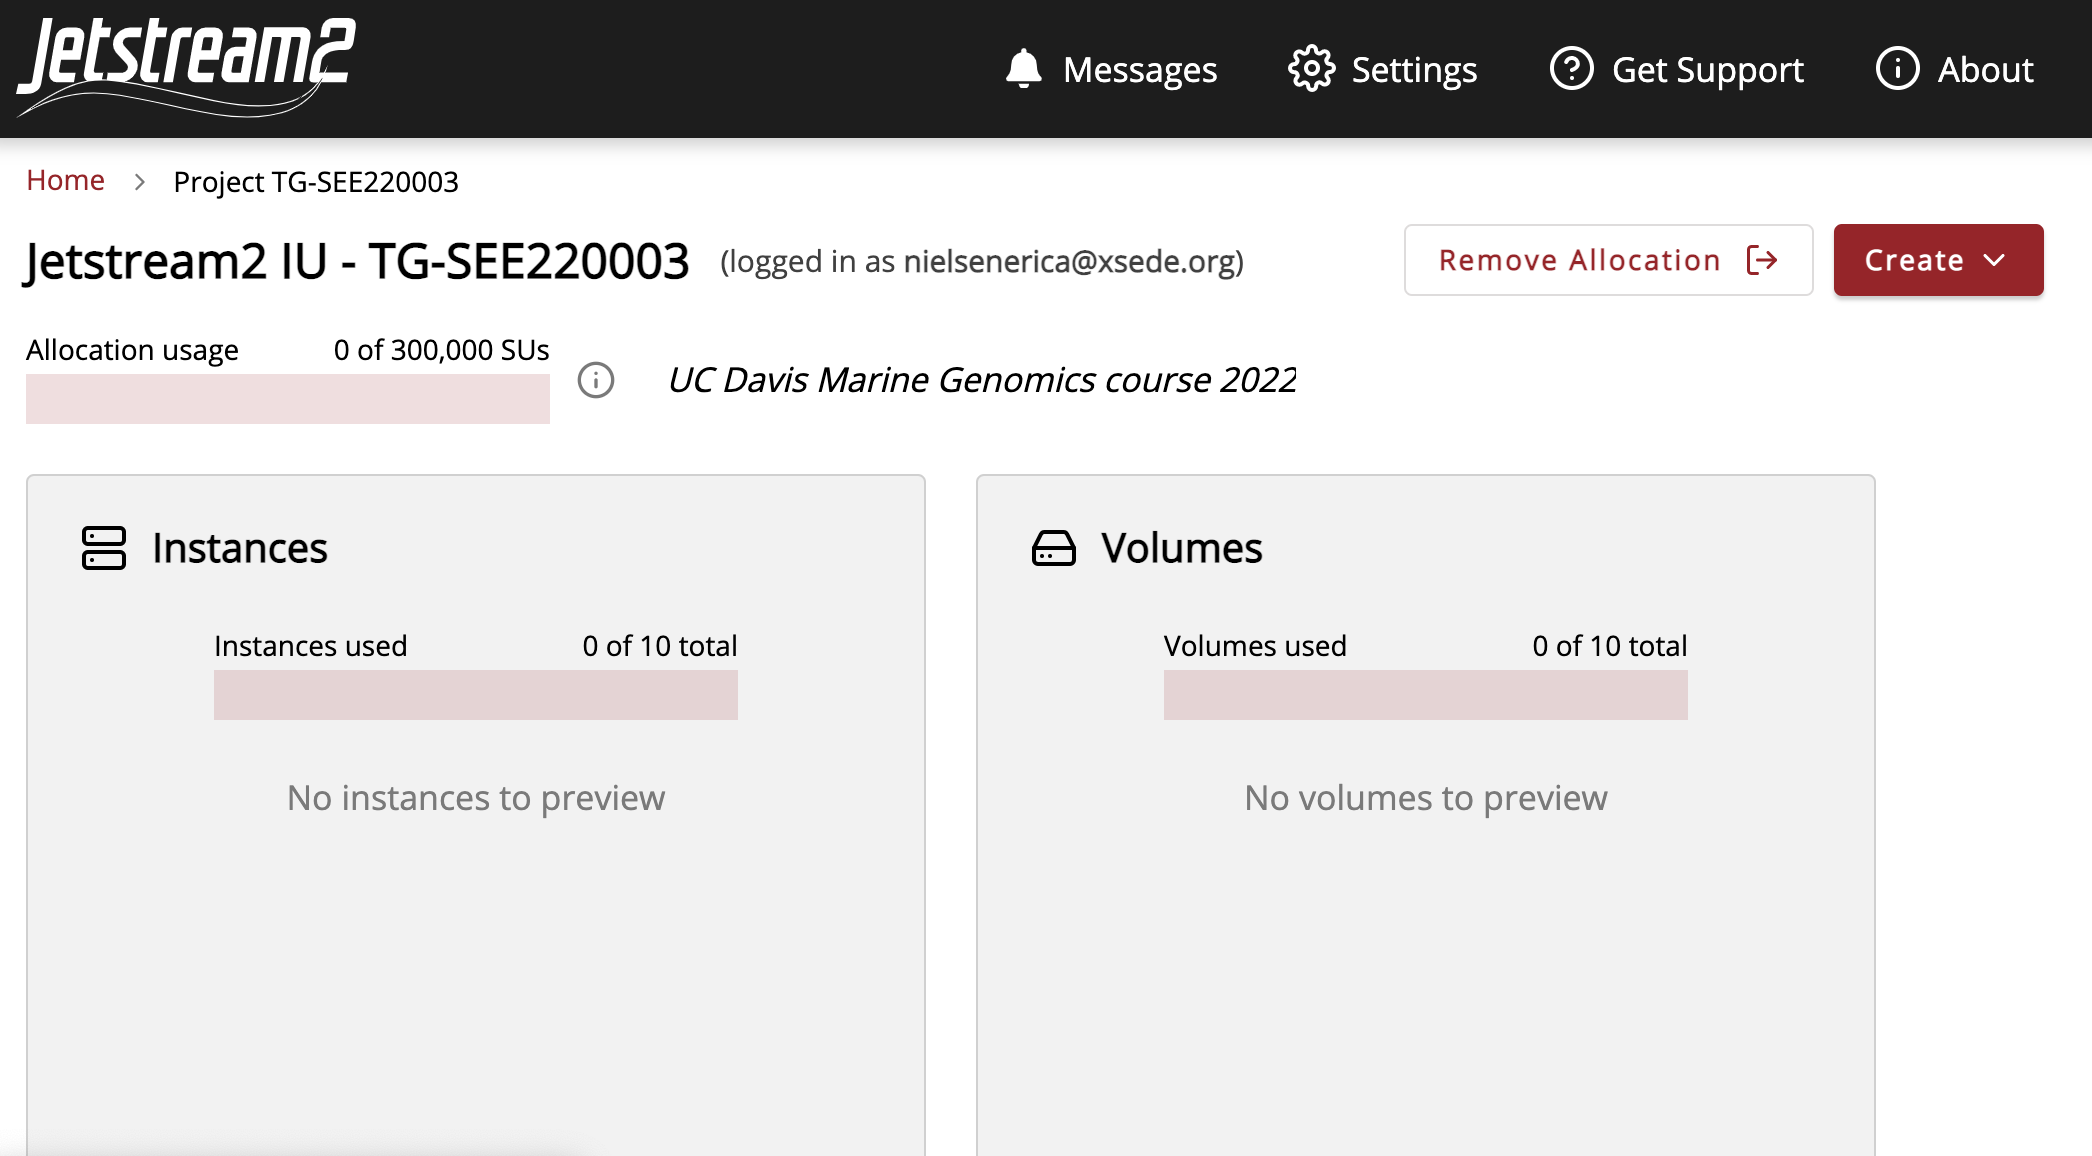 Jetstream2
Messages
Settings
Get Support
About
Home > Project TG-SEE220003
Jetstream2 IU - TG-SEE220003 (logged in as nielsenerica@xsede.org)
Remove Allocation
Create
Allocation usage 0 of 300,000 SUs
UC Davis Marine Genomics course 2022
Instances
Instances used 0 of 10 total
No instances to preview
Volumes
Volumes used 0 of 10 total
No volumes to preview